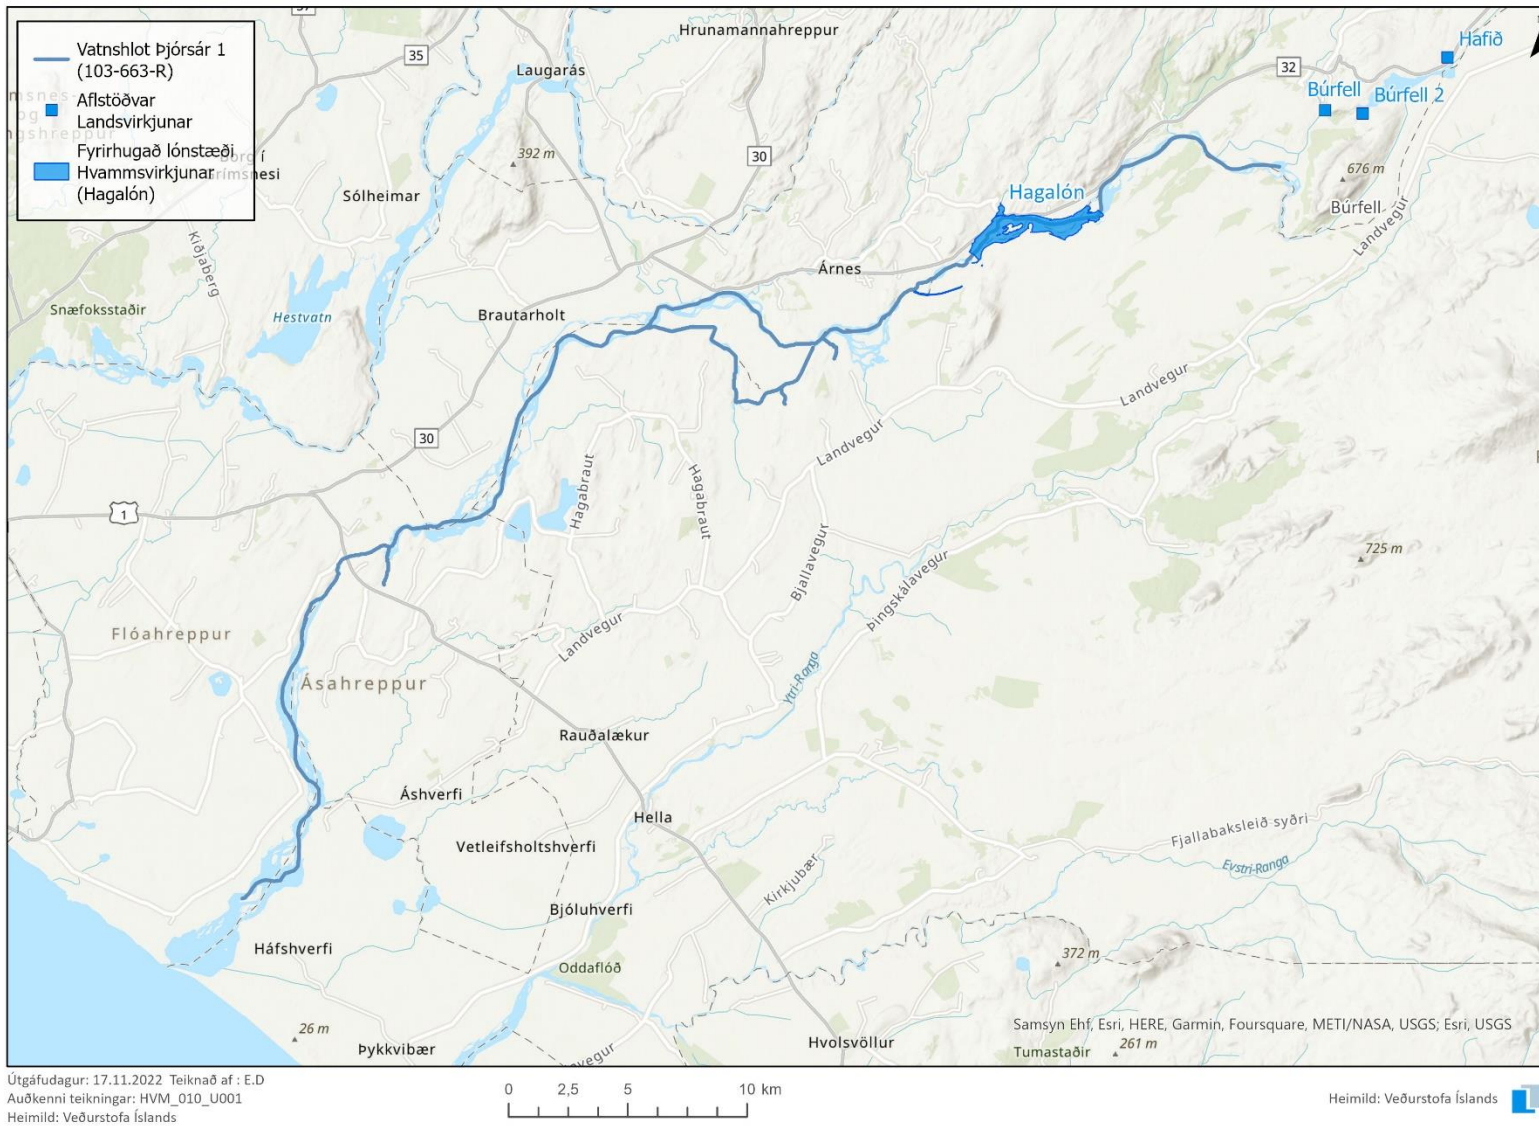 Vatnshlot Þjórsár 1
(103-663-R)
Aflstöðvar
Landsvirkjunar
Fyrirhugað lónstæði
Hvammsvirkjunar
(Hagalón)
35
Laugarás
Hrunamannahreppur
32
Hafið
Búrfell
Búrfell 2
30
392 m
Sólheimar
676 m
Búrfell
Hagalón
Landvegur
Kiðjaberg
Árnes
Snæfoksstaðir
Hestvatn
Brautarholt
Landvegur
30
Landvegur
Hagabraut
Hagabraut
1
Bjallavegur
Þingskálavegur
725 m
Flóahreppur
Landvegur
Ásahreppur
Ytri-Ranga
Rauðalækur
Áshverfi
Hella
Vetleifsholtshverfi
Fjallabaksleið syðri
Kirkjubær
Bjóluhverfi
Háfshverfi
Oddaflóð
372 m
26 m
Þykkvibær
Hvolsvöllur
Samsyn Ehf, Esri, HERE, Garmin, Foursquare, METI/NASA, USGS; Esri, USGS
Tumastaðir
261 m
Útgáfudagur: 17.11.2022 Teiknað af : E.D
Auðkenni teikningar: HVM_010_U001
Heimild: Veðurstofa Íslands
0 2,5 5 10 km
Heimild: Veðurstofa Íslands